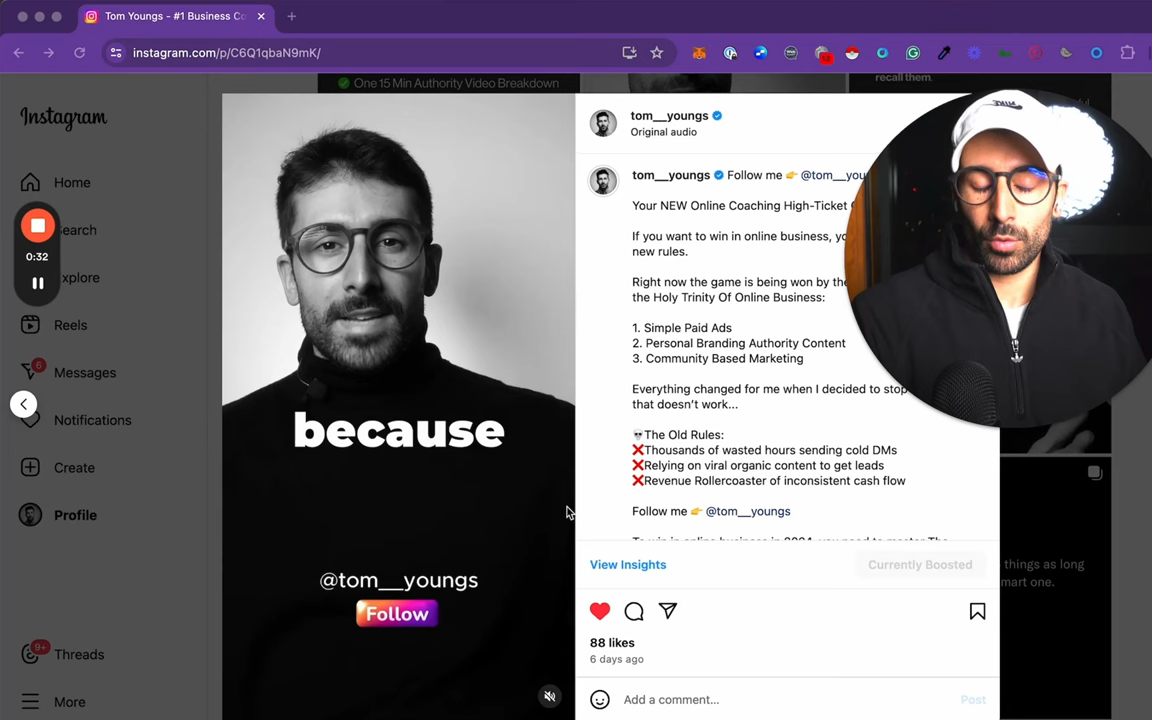 Tom Youngs - #1 Business Co
instagram.com/p/C6Q1qbaN9mK/
One 15 Min Authority Video Breakdown
recall them.
Instagram
Home
Search
Explore
Reels
Messages
6
Notifications
Create
Profile
Threads
9+
More
0:32
because
@tom__youngs
Follow
tom__youngs
Original audio
tom__youngs Follow me 👉 @tom__you
Your NEW Online Coaching High-Ticket
If you want to win in online business, yo
new rules.
Right now the game is being won by the
the Holy Trinity Of Online Business:
1. Simple Paid Ads
2. Personal Branding Authority Content
3. Community Based Marketing
Everything changed for me when I decided to stop
that doesn't work...
💀The Old Rules:
❌Thousands of wasted hours sending cold DMs
❌Relying on viral organic content to get leads
❌Revenue Rollercoaster of inconsistent cash flow
Follow me 👉 @tom__youngs
View Insights
Currently Boosted
88 likes
6 days ago
Add a comment...
Post
things as long
mart one.